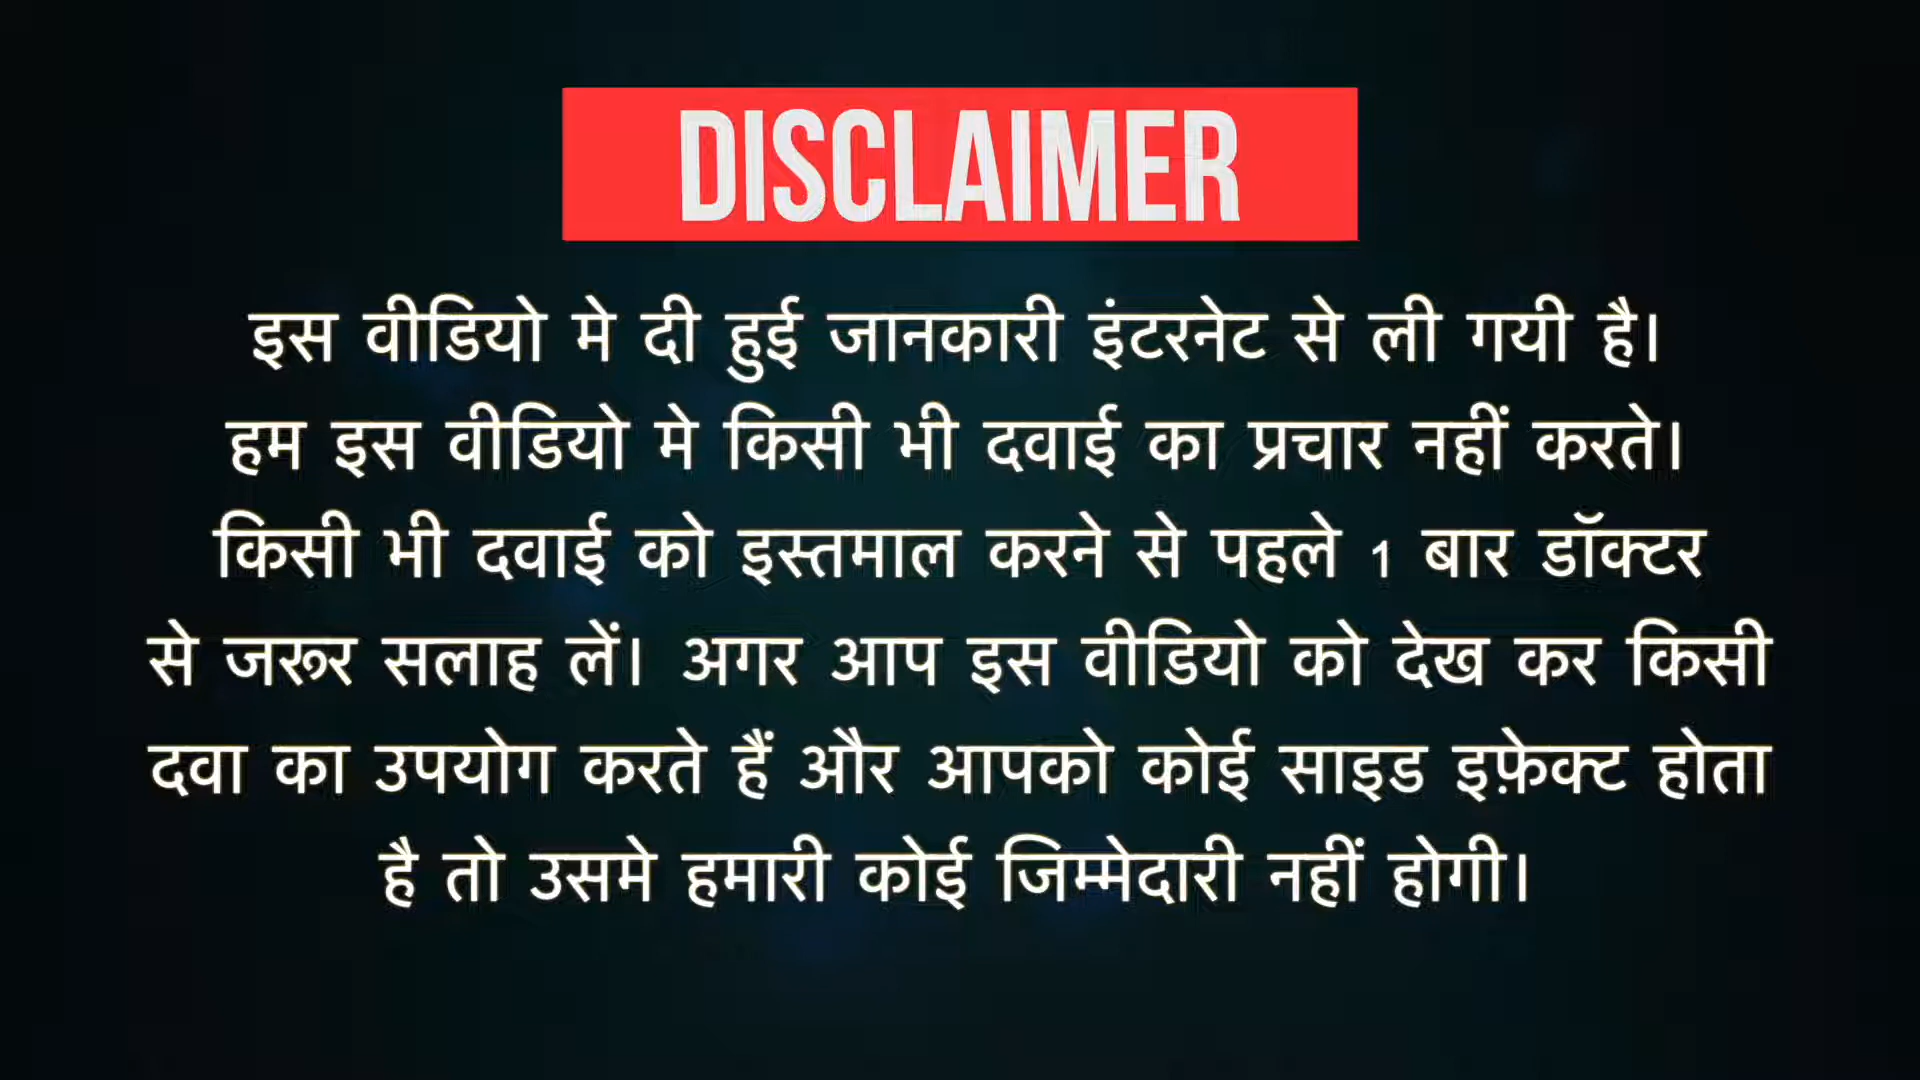 DISCLAIMER
इस वीडियो मे दी हुई जानकारी इंटरनेट से ली गयी है।
हम इस वीडियो मे किसी भी दवाई का प्रचार नहीं करते।
किसी भी दवाई को इस्तमाल करने से पहले 1 बार डॉक्टर
से जरूर सलाह लें। अगर आप इस वीडियो को देख कर किसी
दवा का उपयोग करते हैं और आपको कोई साइड इफ़ेक्ट होता
है तो उसमे हमारी कोई जिम्मेदारी नहीं होगी।